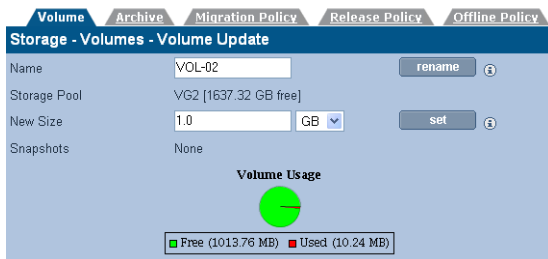 Volume Archive Migration Policy Release Policy Offline Policy
Storage - Volumes - Volume Update
Name VOL-02 rename
Storage Pool VG2 [1637.32 GB free]
New Size 1.0 GB set
Snapshots None
Volume Usage
Free (1013.76 MB) Used (10.24 MB)